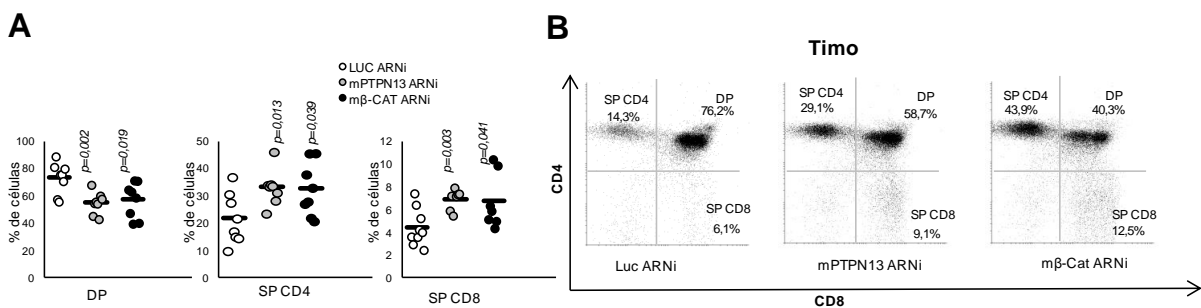 A
LUC ARNi
mPTPN13 ARNi
mβ-CAT ARNi
% de células
100
80
60
40
20
0
p=0,002
p=0,019
DP
% de células
50
40
30
20
10
0
p=0,013
p=0,039
SP CD4
% de células
12
10
8
6
4
2
0
p=0,003
p=0,041
SP CD8
B
Timo
CD4
SP CD4
14,3%
DP
76,2%
SP CD8
6,1%
Luc ARNi
SP CD4
29,1%
DP
58,7%
SP CD8
9,1%
mPTPN13 ARNi
SP CD4
43,9%
DP
40,3%
SP CD8
12,5%
mβ-Cat ARNi
CD8